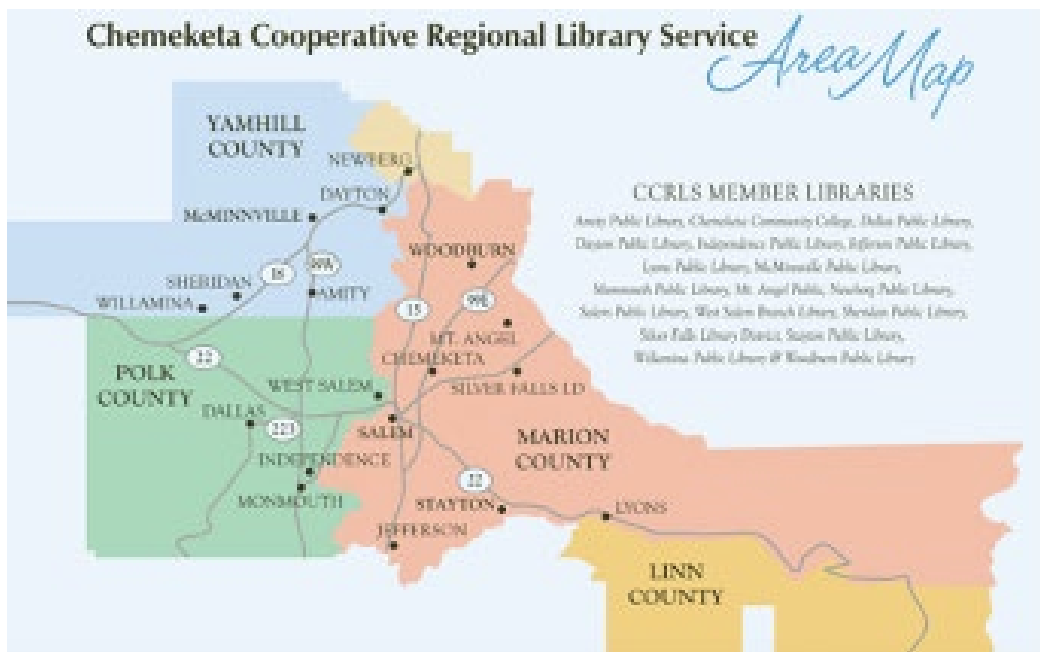 Chemeketa Cooperative Regional Library Service
Area Map
YAMHILL
COUNTY
NEWBERG
DAYTON
McMINNVILLE
CCRLS MEMBER LIBRARIES
Amity Public Library, Chemeketa Community College, Dallas Public Library,
Dayton Public Library, Independence Public Library, Jefferson Public Library,
Lyons Public Library, McMinnville Public Library,
Monmouth Public Library, Mt. Angel Public, Newberg Public Library,
Salem Public Library, West Salem Branch Library, Sheridan Public Library,
Silver Falls Library District, Stayton Public Library,
Willamina Public Library & Woodburn Public Library
WOODBURN
SHERIDAN
18
99A
WILLAMINA
AMITY
15
99E
MT. ANGEL
22
CHEMEKETA
POLK
COUNTY
WEST SALEM
SILVER FALLS LD
DALLAS
223
SALEM
MARION
COUNTY
INDEPENDENCE
22
MONMOUTH
STAYTON
LYONS
JEFFERSON
LINN
COUNTY